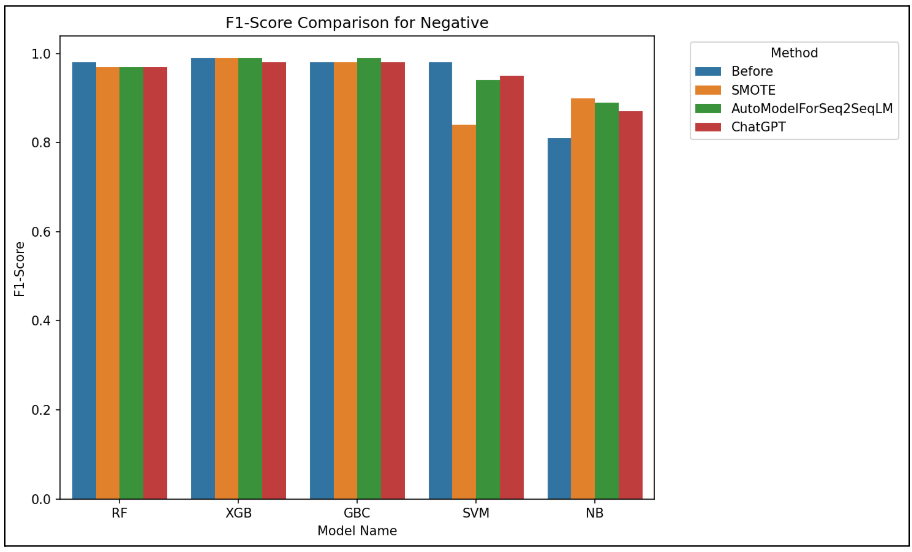 F1-Score Comparison for Negative
Method
Before
SMOTE
AutoModelForSeq2SeqLM
ChatGPT
F1-Score
1.0
0.8
0.6
0.4
0.2
0.0
RF XGB GBC SVM NB
Model Name